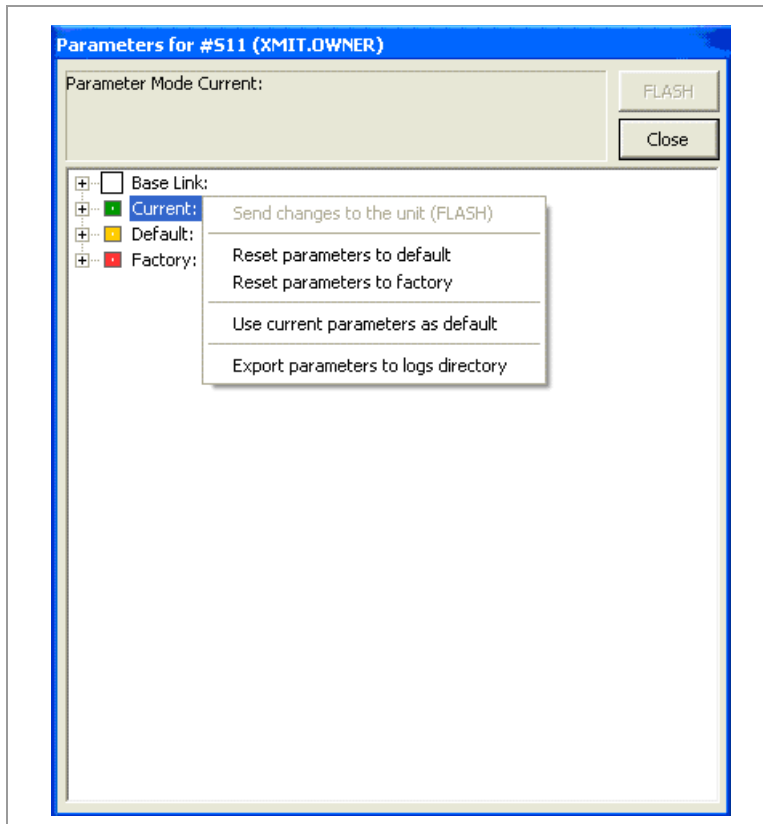 Parameters for #511 (XMIT.OWNER)
Parameter Mode Current:
FLASH
Close
Base Link:
Current:
Default:
Factory:
Send changes to the unit (FLASH)
Reset parameters to default
Reset parameters to factory
Use current parameters as default
Export parameters to logs directory